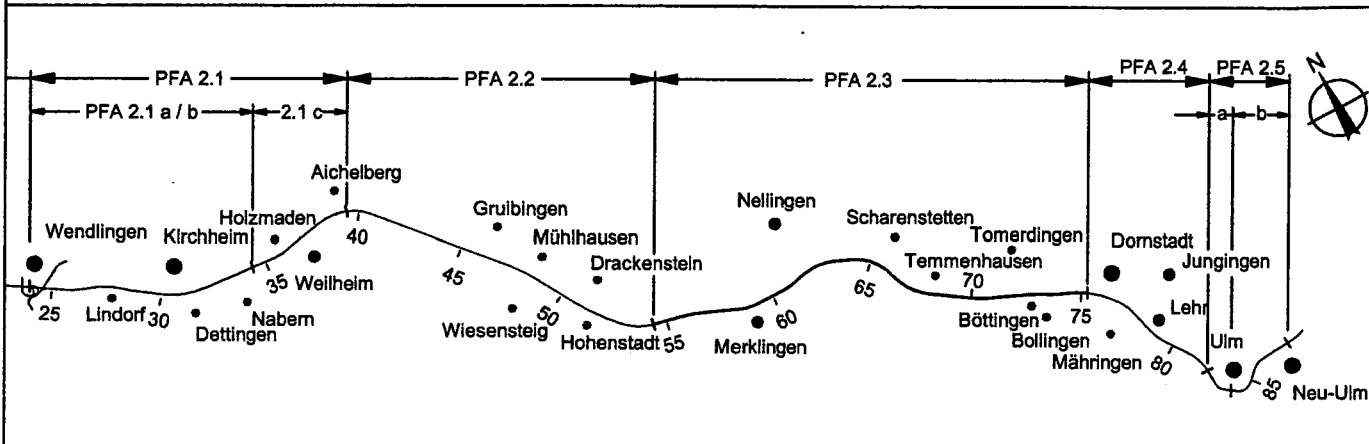 PFA 2.1
PFA 2.2
PFA 2.3
PFA 2.4
PFA 2.5
N
PFA 2.1 a / b
2.1 c
a
b
Aichelberg
Wendlingen
Holzmaden
Kirchheim
40
Gruibingen
Mühlhausen
Drackenstein
Nellingen
Scharenstetten
Tomerdingen
Dornstadt
Jungingen
35
Weilheim
45
65
Temmenhausen
70
25
Lindorf
30
Dettingen
Nabern
Wiesensteig
50
Hohenstadt
55
60
Merklingen
Böttingen
Bollingen
75
Mähringen
Lehr
80
Ulm
85
Neu-Ulm